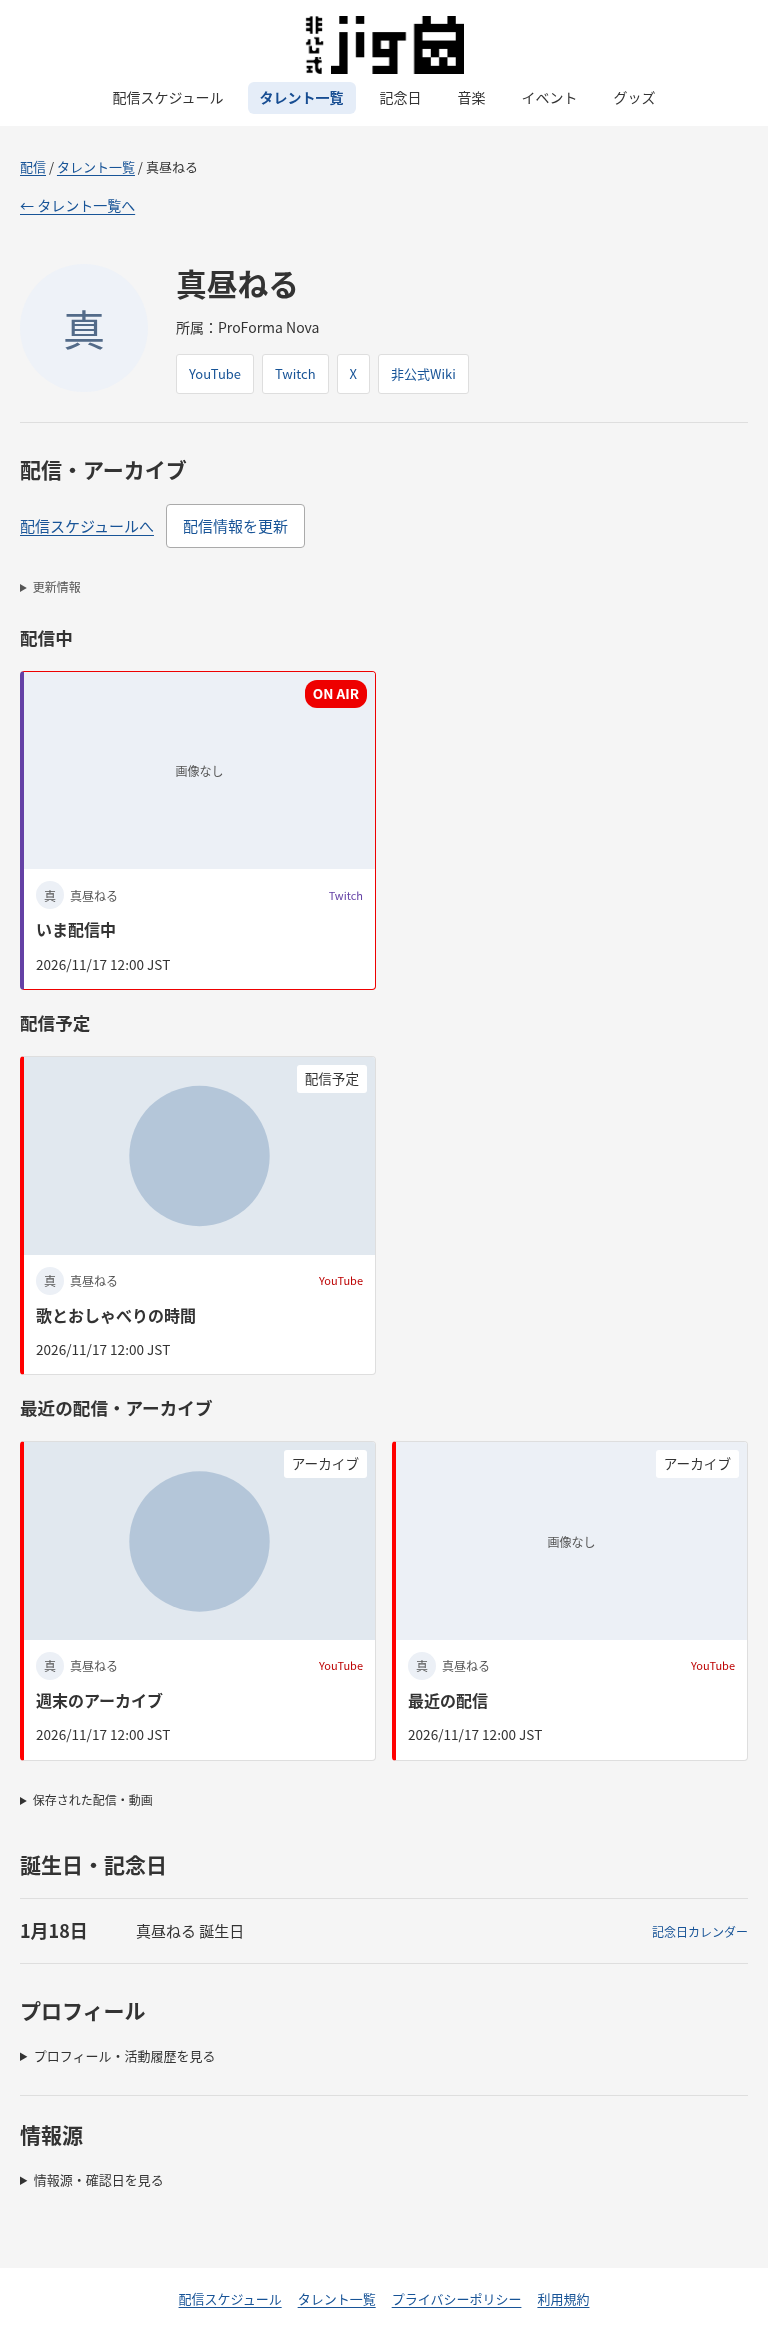 非公式 jig苗
配信スケジュール タレント一覧 記念日 音楽 イベント グッズ
配信 / タレント一覧 / 真昼ねる
← タレント一覧へ
真
真昼ねる
所属：ProForma Nova
YouTube Twitch X 非公式Wiki
配信・アーカイブ
配信スケジュールへ 配信情報を更新
▶ 更新情報
配信中
ON AIR
画像なし
真 真昼ねる Twitch
いま配信中
2026/11/17 12:00 JST
配信予定
配信予定
真 真昼ねる YouTube
歌とおしゃべりの時間
2026/11/17 12:00 JST
最近の配信・アーカイブ
アーカイブ
真 真昼ねる YouTube
週末のアーカイブ
2026/11/17 12:00 JST
アーカイブ
画像なし
真 真昼ねる YouTube
最近の配信
2026/11/17 12:00 JST
▶ 保存された配信・動画
誕生日・記念日
1月18日 真昼ねる 誕生日 記念日カレンダー
プロフィール
▶ プロフィール・活動履歴を見る
情報源
▶ 情報源・確認日を見る
配信スケジュール タレント一覧 プライバシーポリシー 利用規約